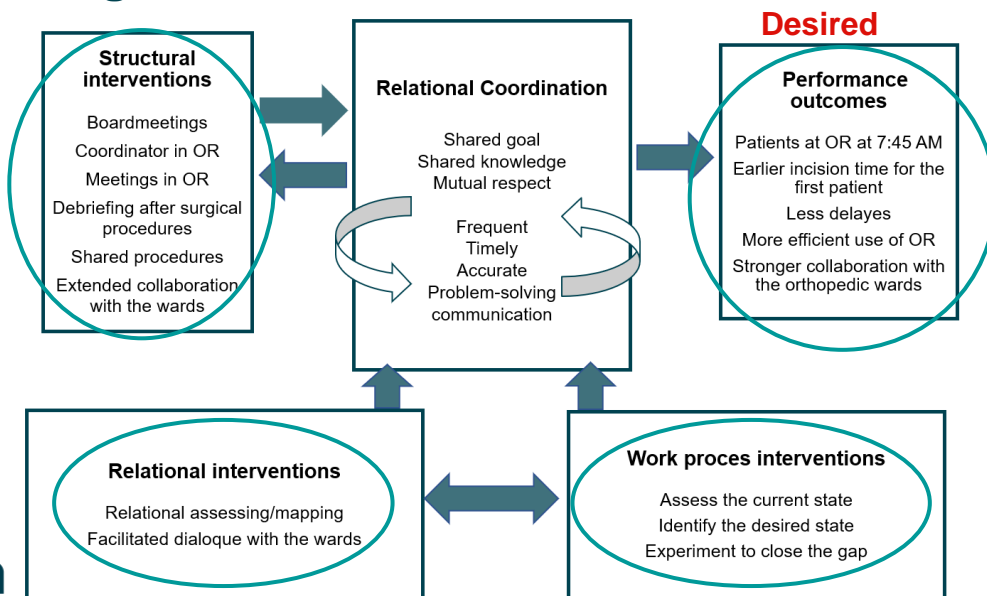 Desired
Structural
interventions
Boardmeetings
Coordinator in OR
Meetings in OR
Debriefing after surgical
procedures
Shared procedures
Extended collaboration
with the wards
Relational Coordination
Shared goal
Shared knowledge
Mutual respect
Frequent
Timely
Accurate
Problem-solving
communication
Performance
outcomes
Patients at OR at 7:45 AM
Earlier incision time for the
first patient
Less delayes
More efficient use of OR
Stronger collaboration with
the orthopedic wards
Relational interventions
Relational assessing/mapping
Facilitated dialoque with the wards
Work proces interventions
Assess the current state
Identify the desired state
Experiment to close the gap